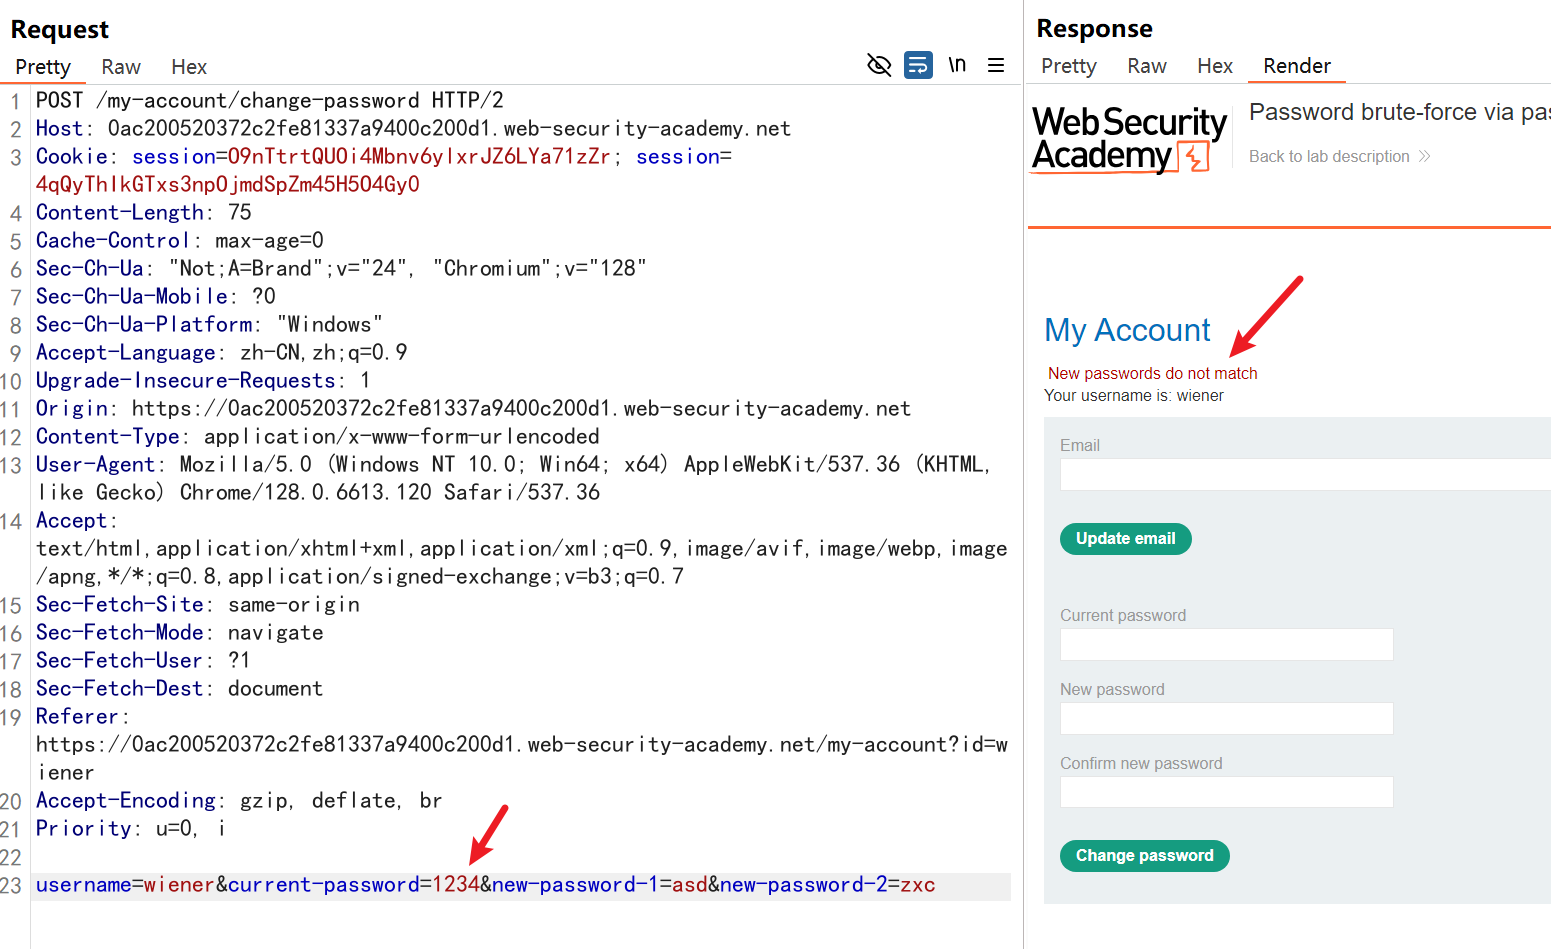 Request
Pretty Raw Hex
\n
1 POST /my-account/change-password HTTP/2
2 Host: 0ac200520372c2fe81337a9400c200d1.web-security-academy.net
3 Cookie: session=O9nTtrtQUOi4Mbnv6ylxrJZ6LYa71zZr; session=
4qQyThIkGTxs3npOjmdSpZm45H5O4Gy0
4 Content-Length: 75
5 Cache-Control: max-age=0
6 Sec-Ch-Ua: "Not;A=Brand";v="24", "Chromium";v="128"
7 Sec-Ch-Ua-Mobile: ?0
8 Sec-Ch-Ua-Platform: "Windows"
9 Accept-Language: zh-CN,zh;q=0.9
10 Upgrade-Insecure-Requests: 1
11 Origin: https://0ac200520372c2fe81337a9400c200d1.web-security-academy.net
12 Content-Type: application/x-www-form-urlencoded
13 User-Agent: Mozilla/5.0 (Windows NT 10.0; Win64; x64) AppleWebKit/537.36 (KHTML,
like Gecko) Chrome/128.0.6613.120 Safari/537.36
14 Accept:
text/html,application/xhtml+xml,application/xml;q=0.9,image/avif,image/webp,image
/apng,*/*;q=0.8,application/signed-exchange;v=b3;q=0.7
15 Sec-Fetch-Site: same-origin
16 Sec-Fetch-Mode: navigate
17 Sec-Fetch-User: ?1
18 Sec-Fetch-Dest: document
19 Referer:
https://0ac200520372c2fe81337a9400c200d1.web-security-academy.net/my-account?id=w
iener
20 Accept-Encoding: gzip, deflate, br
21 Priority: u=0, i
22
23 username=wiener&current-password=1234&new-password-1=asd&new-password-2=zxc
Response
Pretty Raw Hex Render
Web Security
Academy
Password brute-force via pas
Back to lab description
My Account
New passwords do not match
Your username is: wiener
Email
Update email
Current password
New password
Confirm new password
Change password